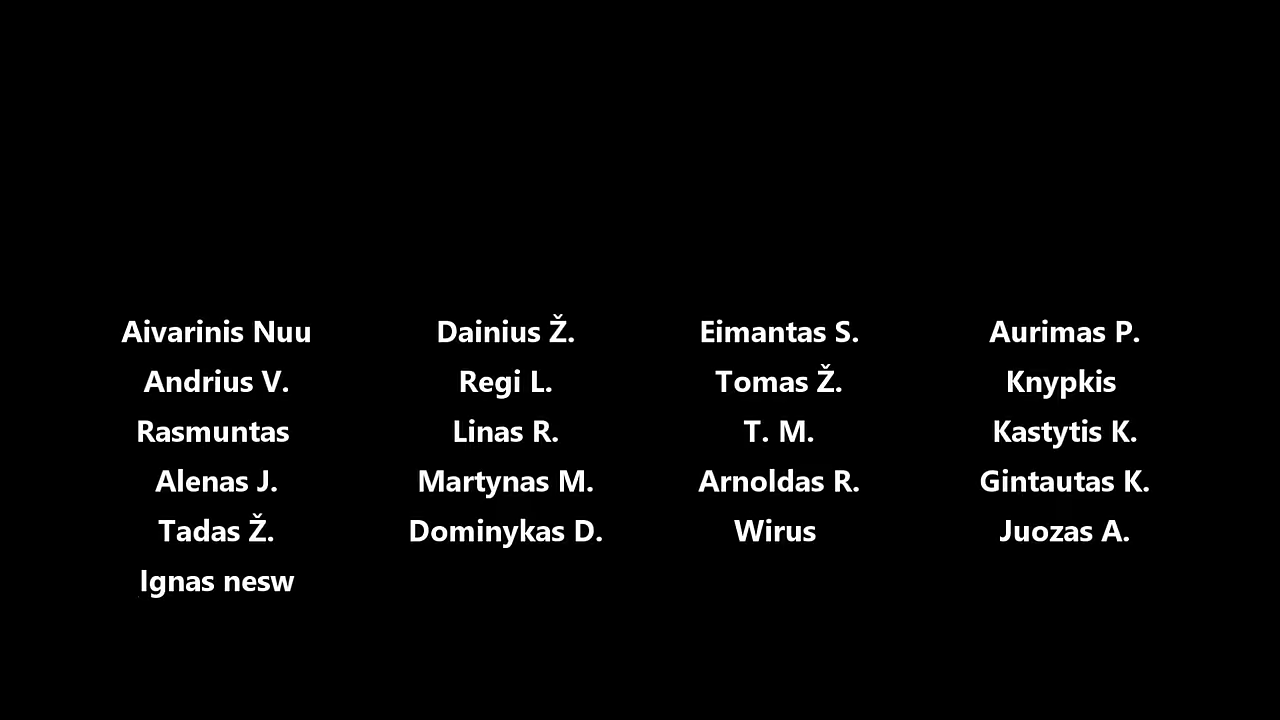 Aivarinis Nuu Dainius Ž. Eimantas S. Aurimas P.
Andrius V. Regi L. Tomas Ž. Knypkis
Rasmuntas Linas R. T. M. Kastytis K.
Alenas J. Martynas M. Arnoldas R. Gintautas K.
Tadas Ž. Dominykas D. Wirus Juozas A.
Ignas nesw